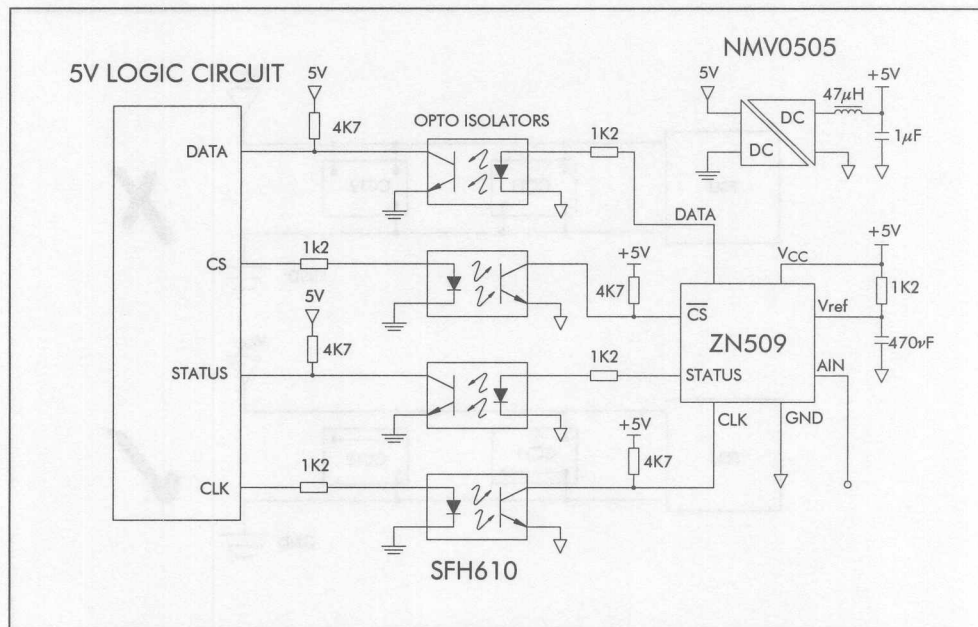 NMV0505
5V LOGIC CIRCUIT
5V
5V
+5V
47µH
4K7
OPTO ISOLATORS
1K2
DC
DC
1µF
DATA
DATA
+5V
1k2
CS
+5V
VCC
5V
4K7
1K2
CS
Vref
ZN509
470νF
4K7
1K2
STATUS
STATUS
AIN
CLK
GND
+5V
1K2
4K7
CLK
SFH610